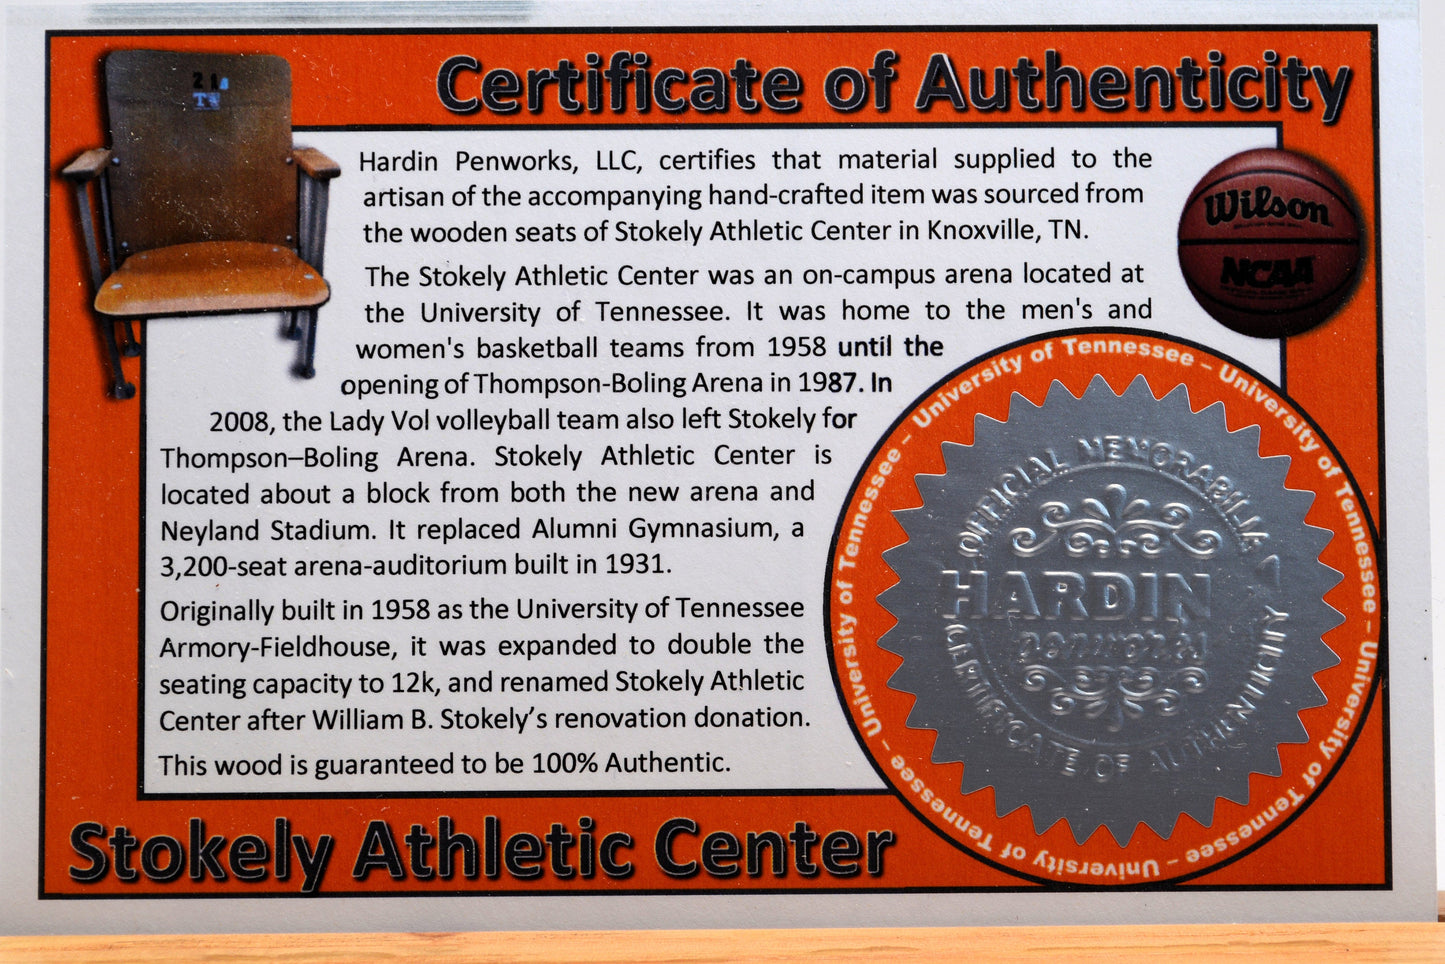 Certificate of Authenticity
Hardin Penworks, LLC, certifies that material supplied to the
artisan of the accompanying hand-crafted item was sourced from
the wooden seats of Stokely Athletic Center in Knoxville, TN.
The Stokely Athletic Center was an on-campus arena located at
the University of Tennessee. It was home to the men's and
women's basketball teams from 1958 until the
opening of Thompson-Boling Arena in 1987. In
2008, the Lady Vol volleyball team also left Stokely for
Thompson–Boling Arena. Stokely Athletic Center is
located about a block from both the new arena and
Neyland Stadium. It replaced Alumni Gymnasium, a
3,200-seat arena-auditorium built in 1931.
Originally built in 1958 as the University of Tennessee
Armory-Fieldhouse, it was expanded to double the
seating capacity to 12k, and renamed Stokely Athletic
Center after William B. Stokely’s renovation donation.
This wood is guaranteed to be 100% Authentic.
Stokely Athletic Center
Wilson
NCAA
University of Tennessee – University of Tennessee – University of Tennessee – University of Tennessee – University of Tennessee –
OFFICIAL MEMORABILIA
HARDIN
penworks
CERTIFICATE OF AUTHENTICITY